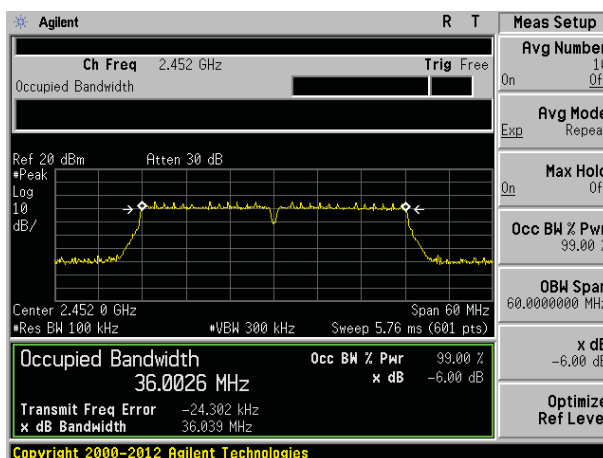 Agilent R T Meas Setup
Ch Freq 2.452 GHz Trig Free
Occupied Bandwidth
Avg Number
10
On Of
Avg Mode
Exp Repea
Max Hold
On Of
Occ BW % Pwr
99.00 %
OBW Span
60.0000000 MHz
x dB
-6.00 dB
Optimize
Ref Level
Ref 20 dBm Atten 30 dB
#Peak
Log
10
dB/
Center 2.452 0 GHz Span 60 MHz
#Res BW 100 kHz #VBW 300 kHz Sweep 5.76 ms (601 pts)
Occupied Bandwidth Occ BW % Pwr 99.00 %
36.0026 MHz x dB -6.00 dB
Transmit Freq Error -24.302 kHz
x dB Bandwidth 36.039 MHz
Copyright 2000-2012 Agilent Technologies